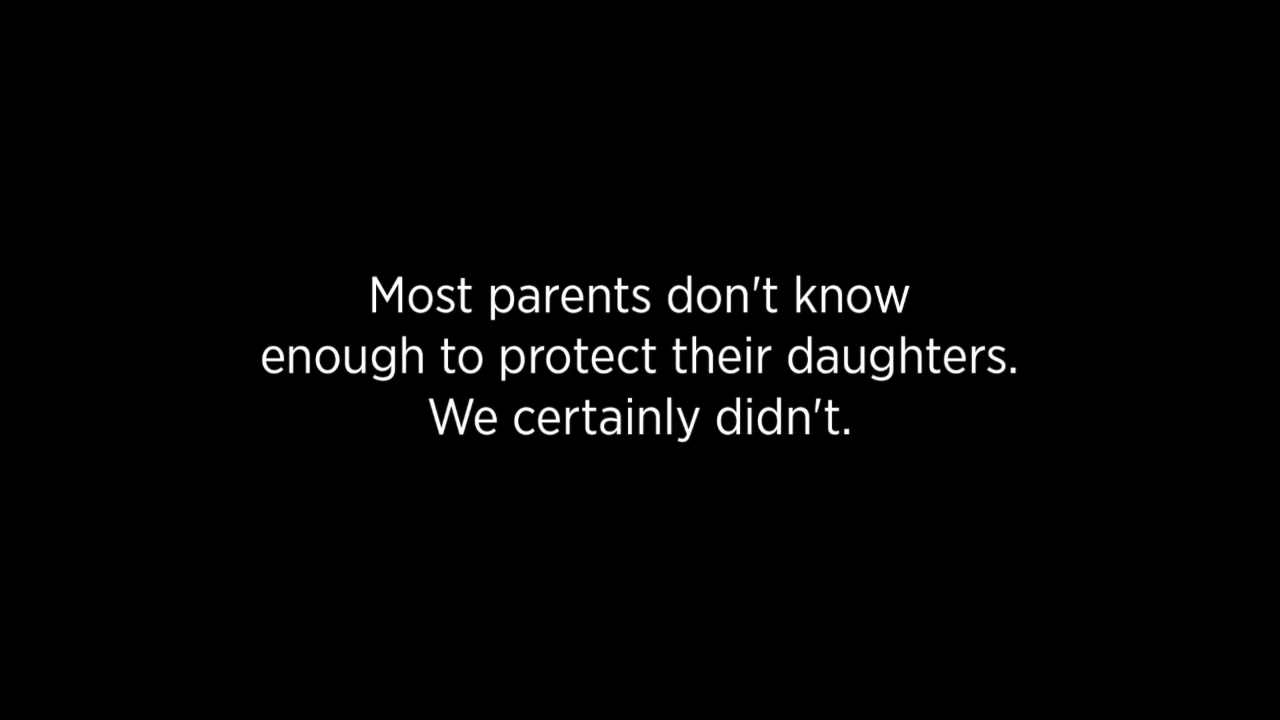 Most parents don't know
enough to protect their daughters.
We certainly didn't.